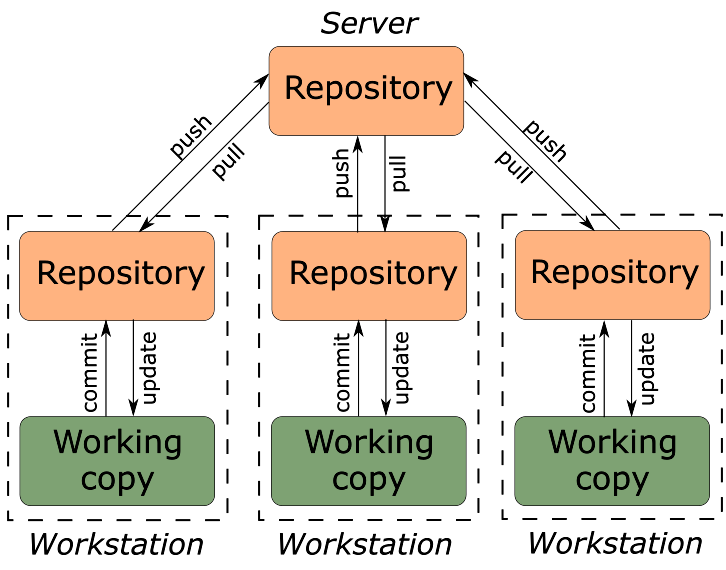 Server
Repository
push
pull
push
pull
push
pull
Repository
Repository
Repository
commit
update
commit
update
commit
update
Working
copy
Working
copy
Working
copy
Workstation
Workstation
Workstation